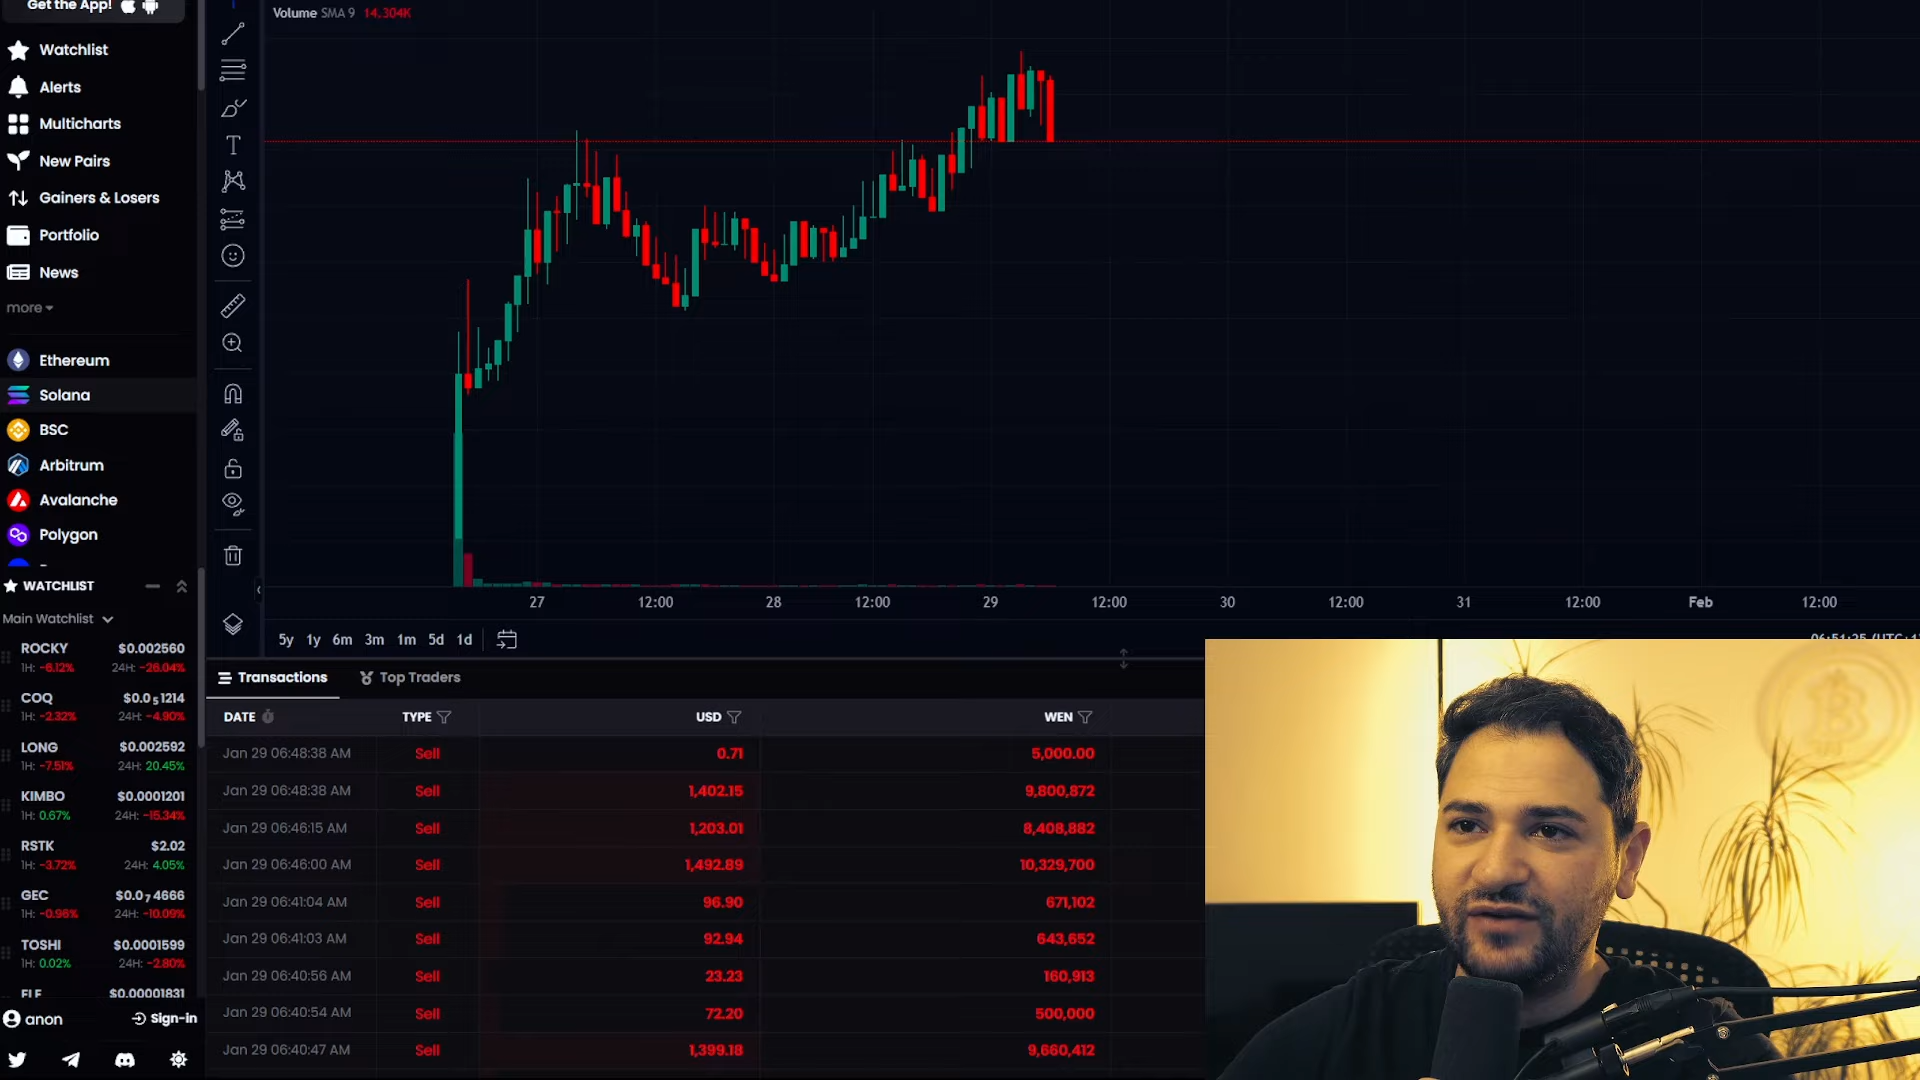 Get the App!
Watchlist
Alerts
Multicharts
New Pairs
Gainers & Losers
Portfolio
News
more
Ethereum
Solana
BSC
Arbitrum
Avalanche
Polygon
WATCHLIST
Main Watchlist
ROCKY $0.002560
1H: -6.12% 24H: -26.04%
COQ $0.0₅1214
1H: -2.32% 24H: -4.90%
LONG $0.002592
1H: -7.51% 24H: 20.45%
KIMBO $0.0001201
1H: 0.67% 24H: -15.34%
RSTK $2.02
1H: -3.72% 24H: 4.05%
GEC $0.0₇4666
1H: -0.96% 24H: -10.09%
TOSHI $0.0001599
1H: 0.02% 24H: -2.80%
$0.00001831
anon Sign-in
Volume SMA 9 14,304K
27 12:00 28 12:00 29 12:00 30 12:00 31 12:00 Feb 12:00
5y 1y 6m 3m 1m 5d 1d
Transactions Top Traders
DATE TYPE USD WEN
Jan 29 06:48:38 AM Sell 0.71 5,000.00
Jan 29 06:48:38 AM Sell 1,402.15 9,800,872
Jan 29 06:46:15 AM Sell 1,203.01 8,408,882
Jan 29 06:46:00 AM Sell 1,492.89 10,329,700
Jan 29 06:41:04 AM Sell 96.90 671,102
Jan 29 06:41:03 AM Sell 92.94 643,652
Jan 29 06:40:56 AM Sell 23.23 160,913
Jan 29 06:40:54 AM Sell 72.20 500,000
Jan 29 06:40:47 AM Sell 1,399.18 9,660,412